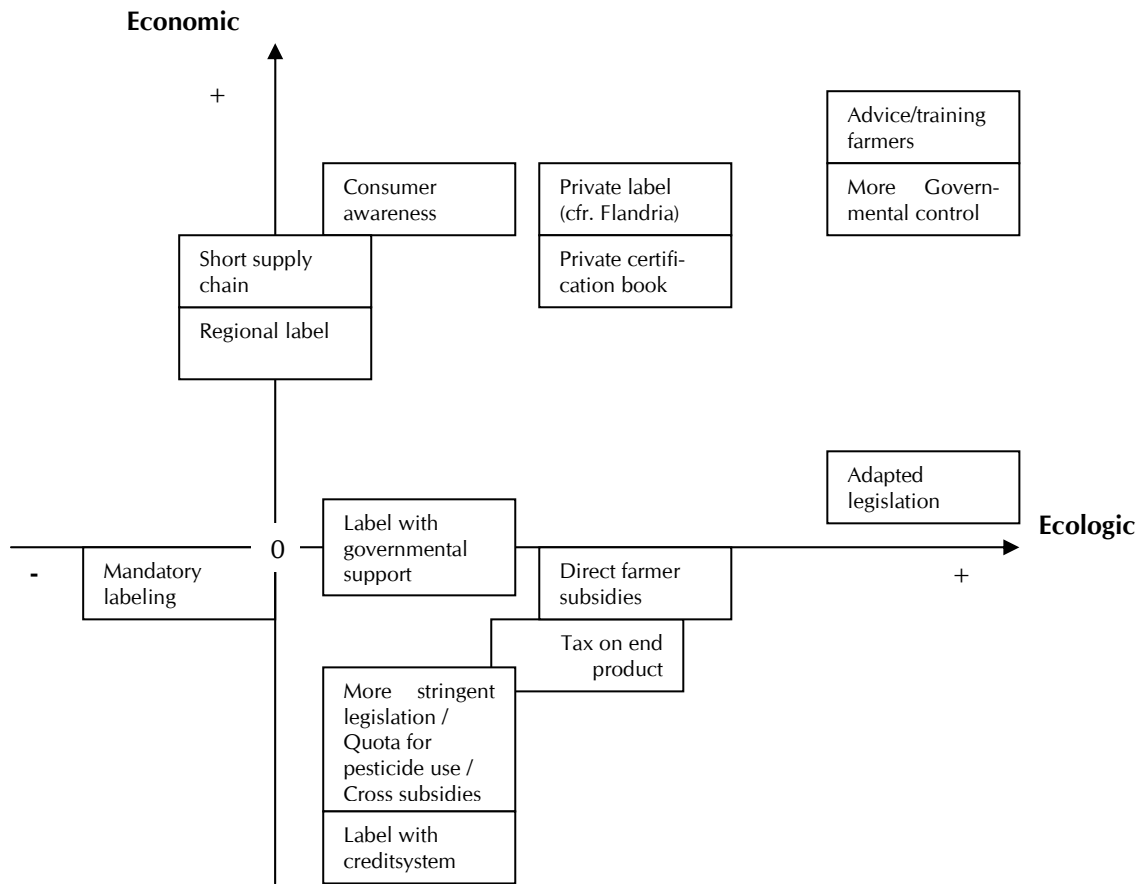 Economic
+
Advice/training
farmers
Consumer
awareness
Private label
(cfr. Flandria)
More Govern-
mental control
Short supply
chain
Private certifi-
cation book
Regional label
Adapted
legislation
Label with
governmental
support
Ecologic
0
-
Mandatory
labeling
Direct farmer
subsidies
+
Tax on end
product
More stringent
legislation /
Quota for
pesticide use /
Cross subsidies
Label with
creditsystem